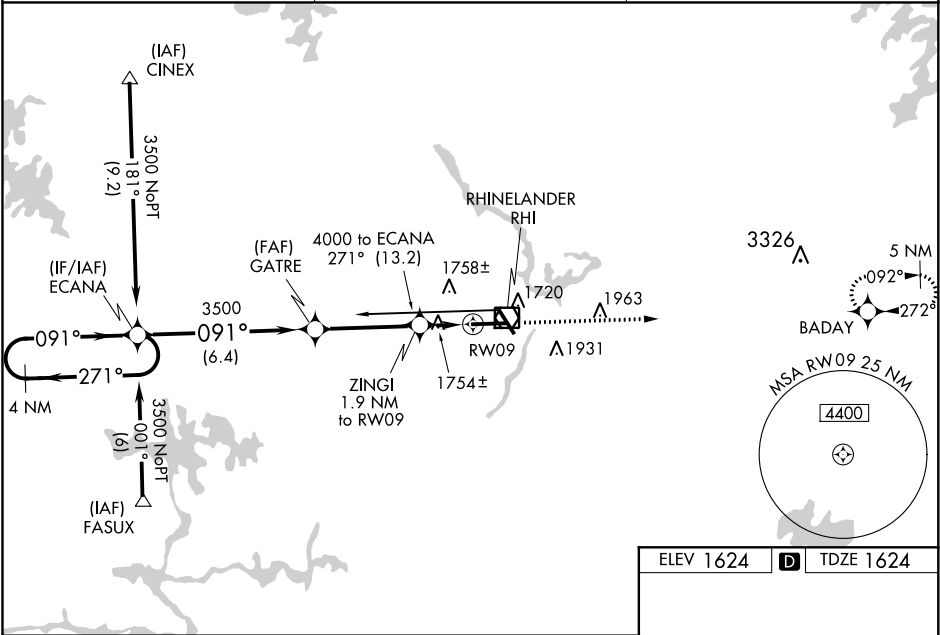 (IAF)
CINEX
3500 NoPT
181°
(9.2)
(IF/IAF)
ECANA
091°
271°
4 NM
3500 NoPT
001°
(6)
(IAF)
FASUX
3500
091°
(6.4)
(FAF)
GATRE
4000 to ECANA
271° (13.2)
RHINELANDER
RHI
1758±
1720
1963
1931
RW09
ZINGI
1.9 NM
to RW09
1754±
3326
5 NM
092°
272°
BADAY
MSA RW09 25 NM
4400
ELEV 1624 D TDZE 1624